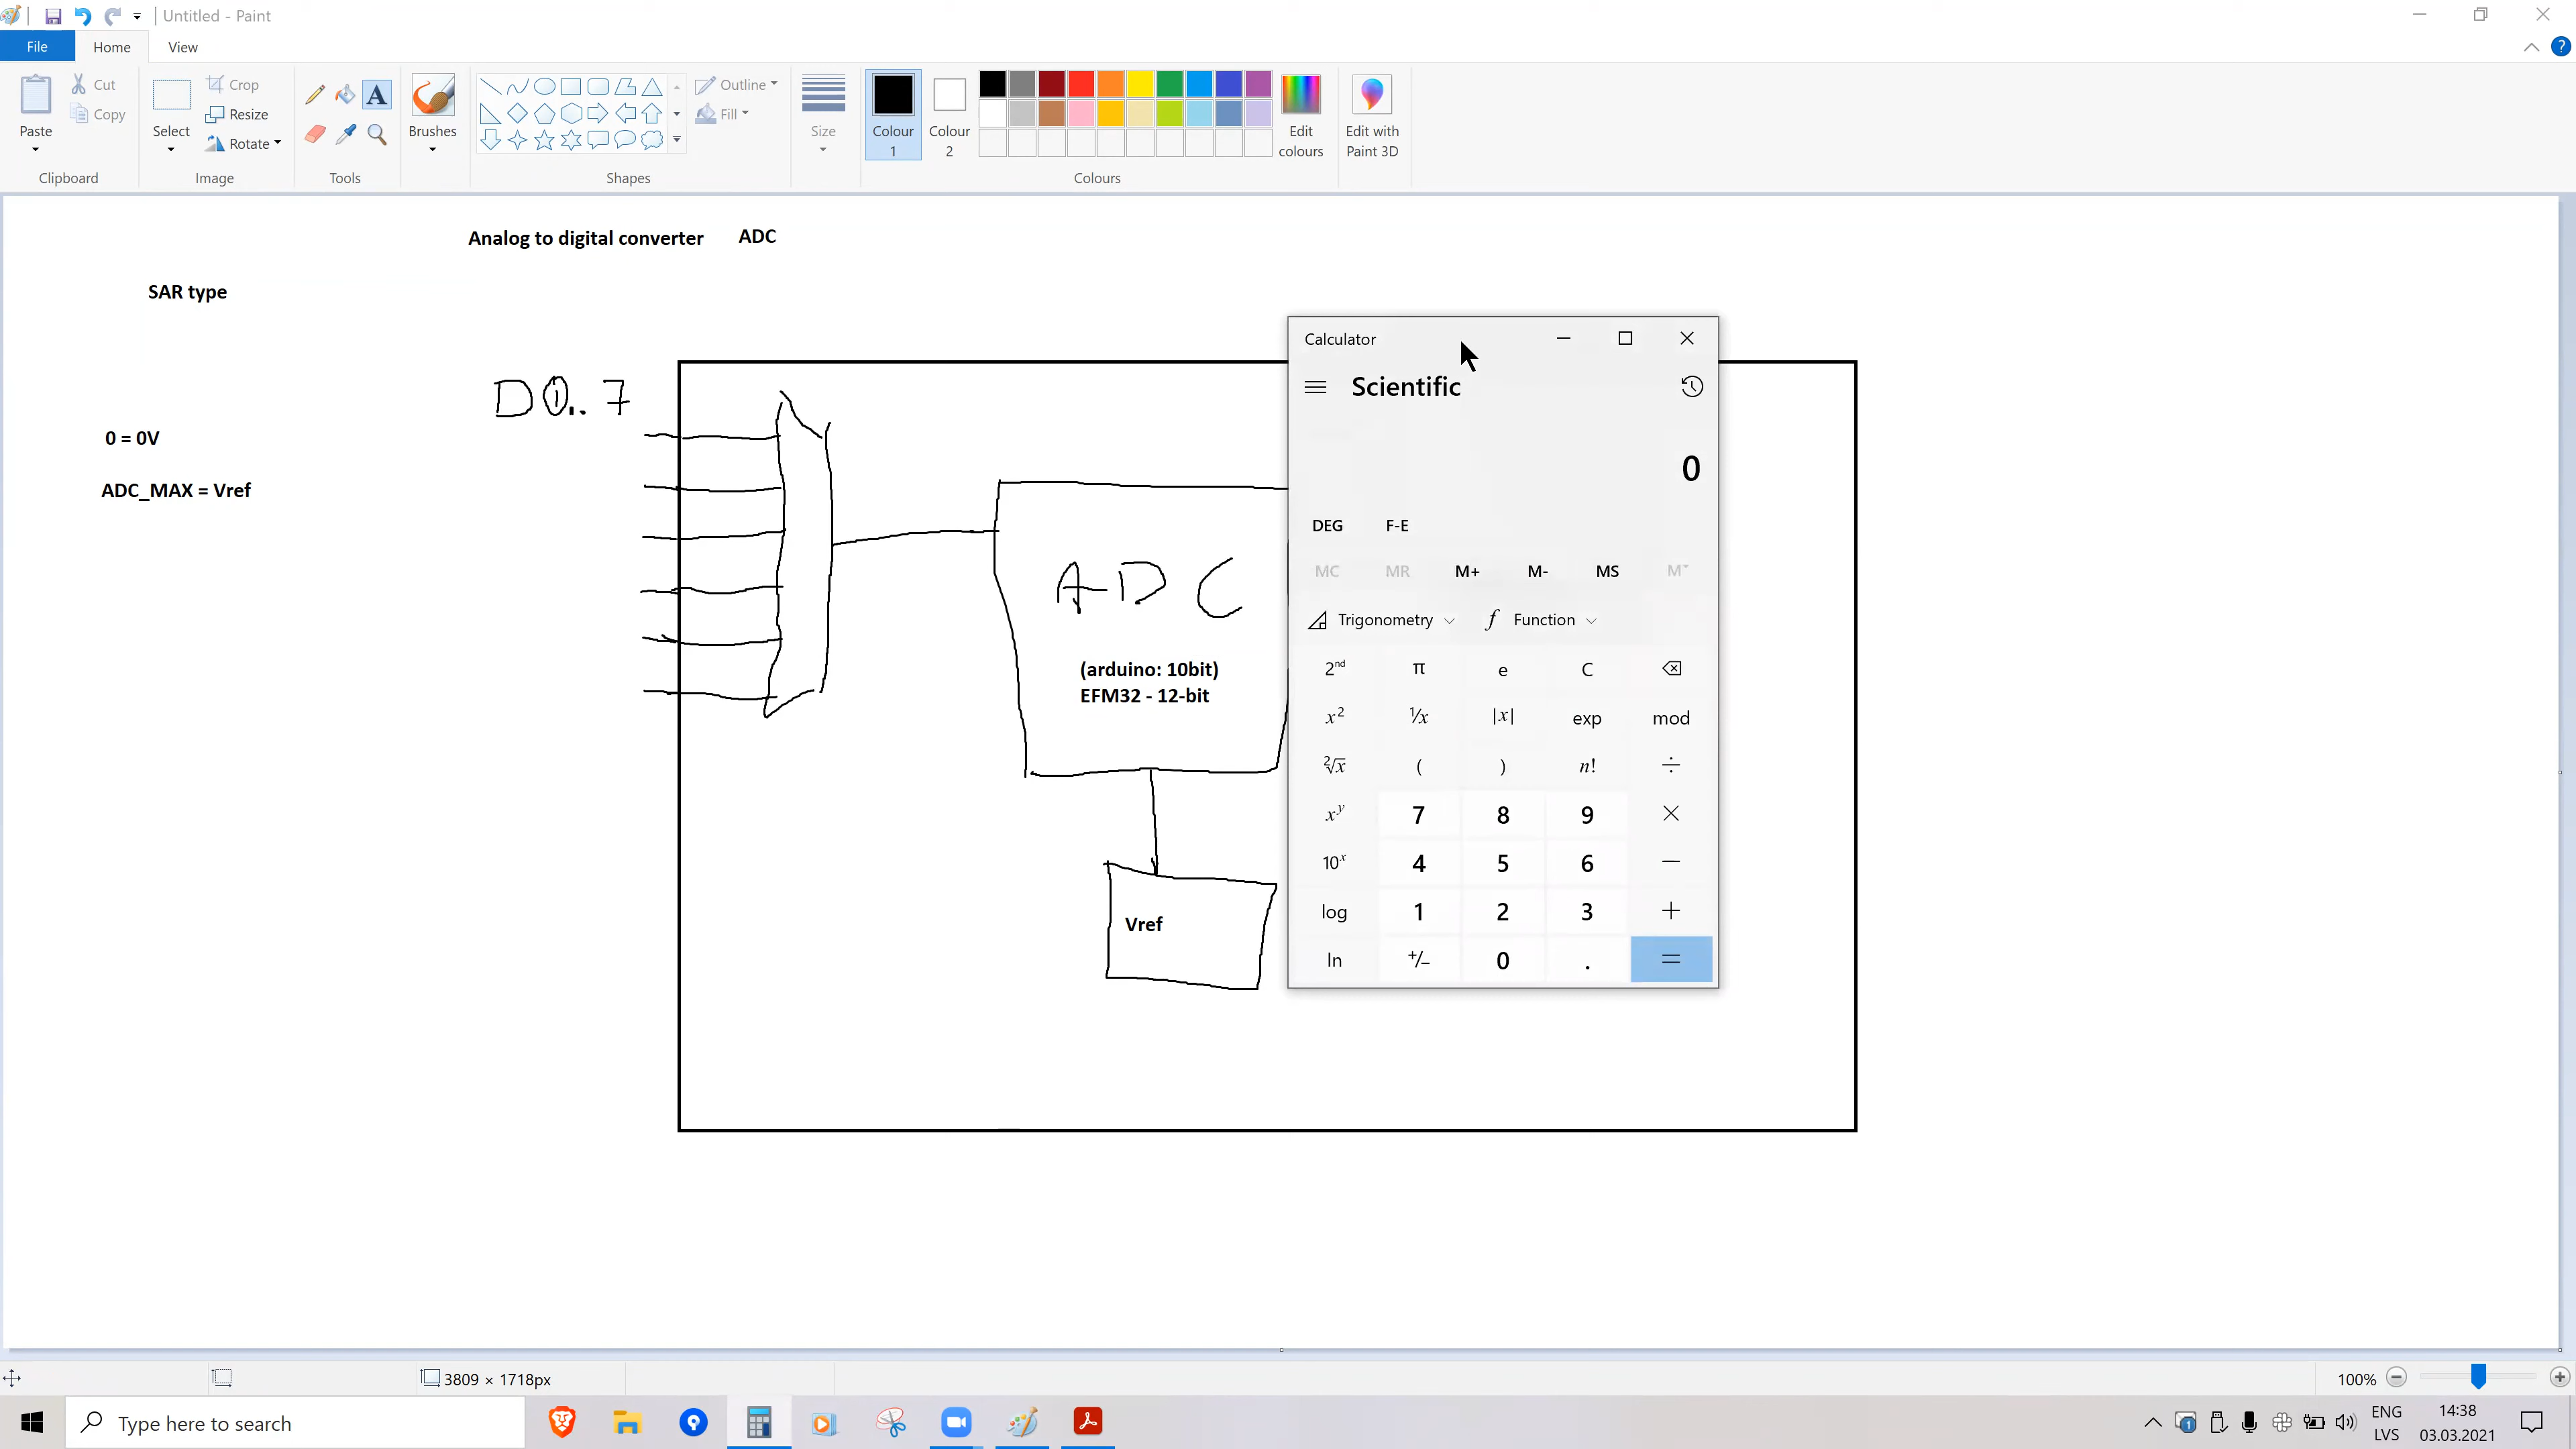 Untitled - Paint
File Home View
Paste
Cut
Copy
Clipboard
Select
Crop
Resize
Rotate
Image
Tools
Brushes
Shapes
Outline
Fill
Size
Colour 1
Colour 2
Edit colours
Edit with Paint 3D
Colours
Analog to digital converter ADC
SAR type
D0.. 7
0 = 0V
ADC_MAX = Vref
ADC
(arduino: 10bit)
EFM32 - 12-bit
Vref
Calculator
Scientific
0
DEG F-E
MC MR M+ M- MS M˅
Trigonometry f Function
2nd π e C
x² ¹/x |x| exp mod
²√x ( ) n! ÷
xʸ 7 8 9 ×
10ˣ 4 5 6 −
log 1 2 3 +
ln +/− 0 . =
3809 × 1718px
100%
Type here to search
1
ENG
LVS
14:38
03.03.2021